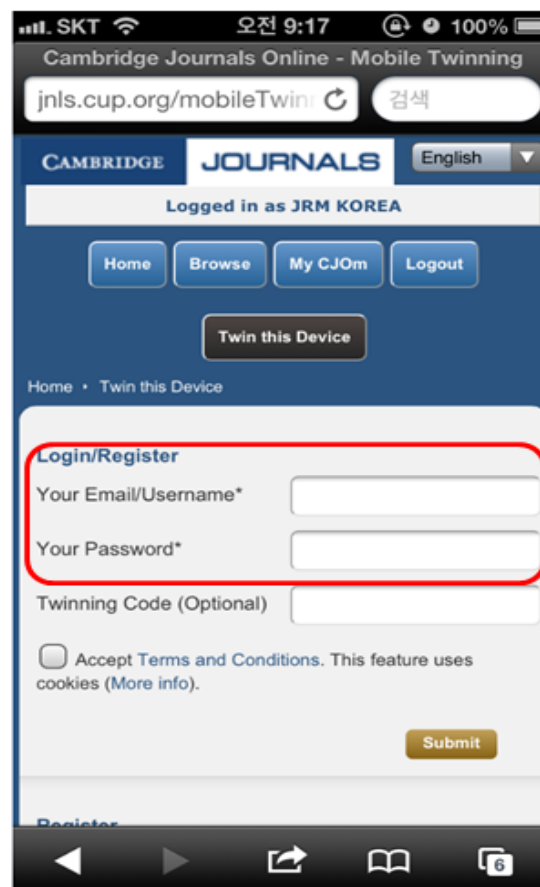 SKT 오전 9:17 100%
Cambridge Journals Online - Mobile Twinning
jnls.cup.org/mobileTwin 검색
CAMBRIDGE JOURNALS English
Logged in as JRM KOREA
Home Browse My CJOm Logout
Twin this Device
Home • Twin this Device
Login/Register
Your Email/Username*
Your Password*
Twinning Code (Optional)
Accept Terms and Conditions. This feature uses
cookies (More info).
Submit
Register
6